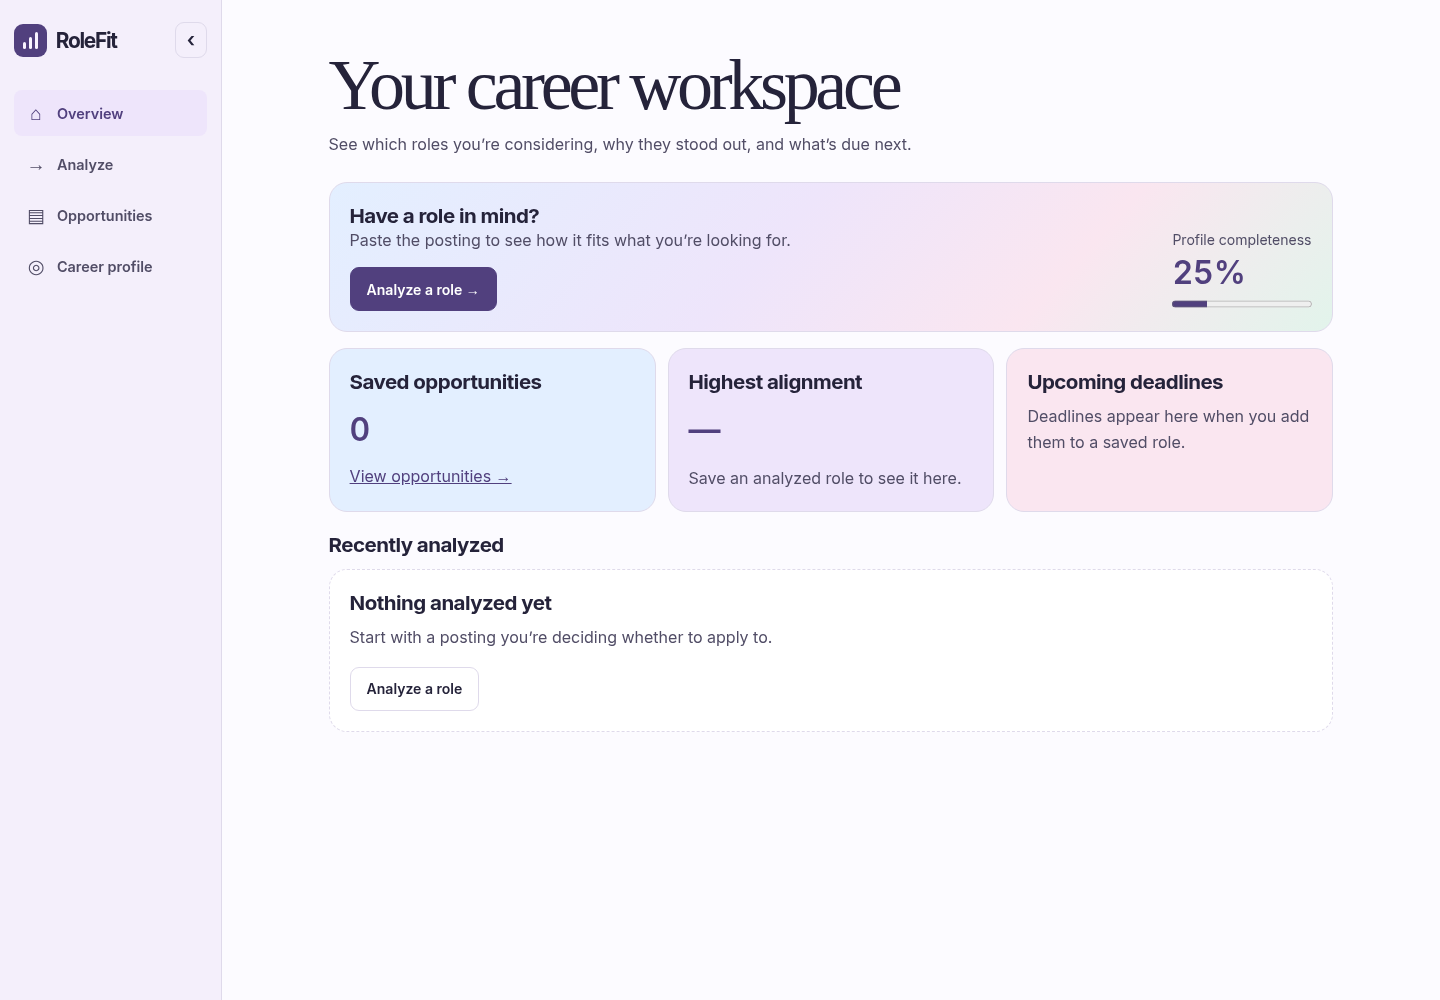 RoleFit
‹
⌂ Overview
→ Analyze
▤ Opportunities
◎ Career profile
Your career workspace
See which roles you’re considering, why they stood out, and what’s due next.
Have a role in mind?
Paste the posting to see how it fits what you’re looking for.
Analyze a role →
Profile completeness
25%
Saved opportunities
0
View opportunities →
Highest alignment
—
Save an analyzed role to see it here.
Upcoming deadlines
Deadlines appear here when you add
them to a saved role.
Recently analyzed
Nothing analyzed yet
Start with a posting you’re deciding whether to apply to.
Analyze a role